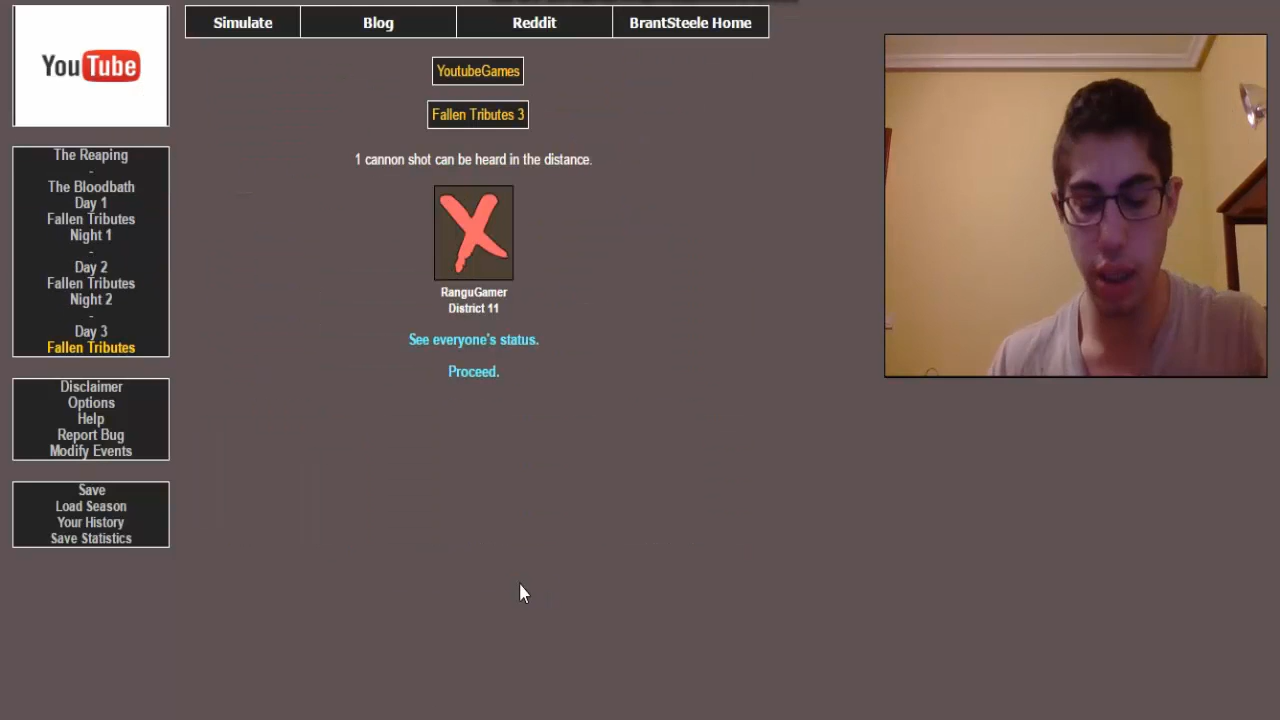 YouTube
Simulate
Blog
Reddit
BrantSteele Home
YoutubeGames
Fallen Tributes 3
1 cannon shot can be heard in the distance.
RanguGamer
District 11
See everyone's status.
Proceed.
The Reaping
-
The Bloodbath
Day 1
Fallen Tributes
Night 1
-
Day 2
Fallen Tributes
Night 2
-
Day 3
Fallen Tributes
Disclaimer
Options
Help
Report Bug
Modify Events
Save
Load Season
Your History
Save Statistics